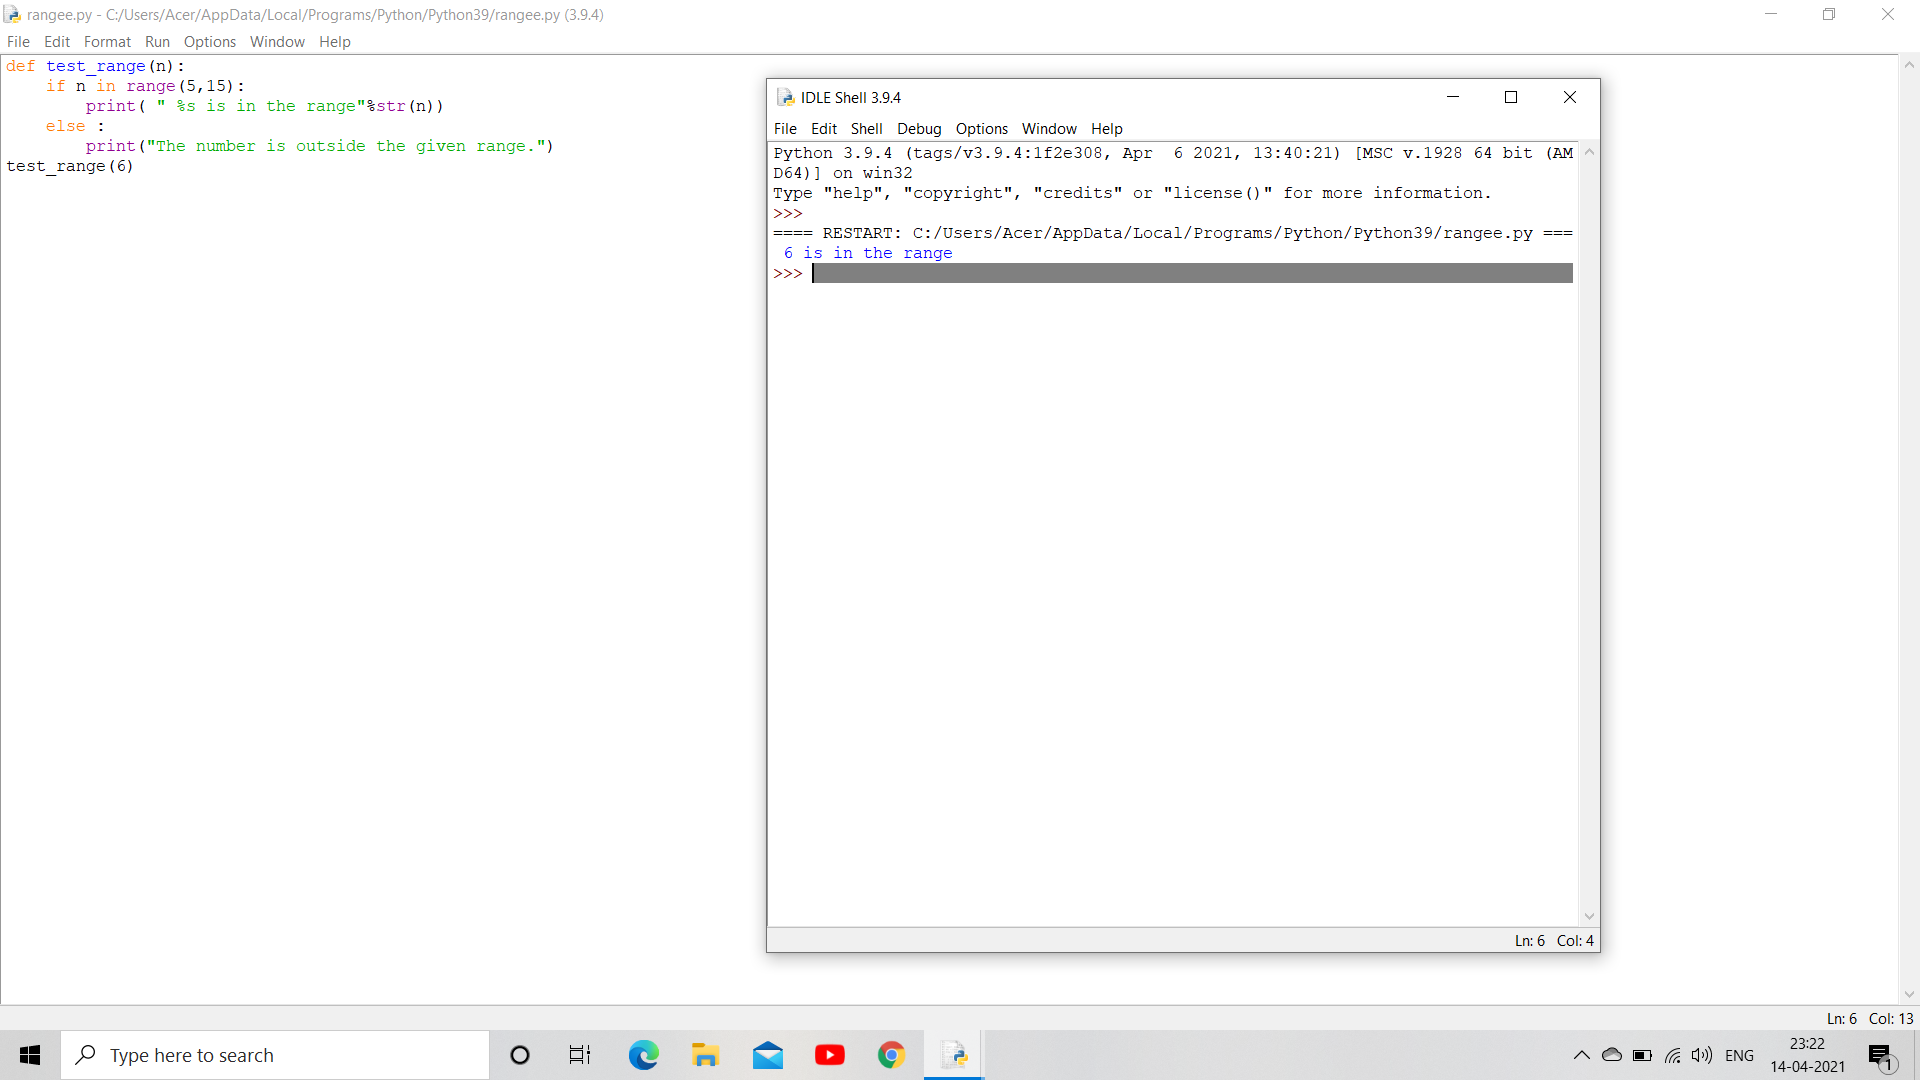 rangee.py - C:/Users/Acer/AppData/Local/Programs/Python/Python39/rangee.py (3.9.4)
File Edit Format Run Options Window Help
def test_range(n):
    if n in range(5,15):
        print( " %s is in the range"%str(n))
    else :
        print("The number is outside the given range.")
test_range(6)
IDLE Shell 3.9.4
File Edit Shell Debug Options Window Help
Python 3.9.4 (tags/v3.9.4:1f2e308, Apr  6 2021, 13:40:21) [MSC v.1928 64 bit (AM
D64)] on win32
Type "help", "copyright", "credits" or "license()" for more information.
>>>
==== RESTART: C:/Users/Acer/AppData/Local/Programs/Python/Python39/rangee.py ===
 6 is in the range
>>>
Ln: 6 Col: 4
Ln: 6 Col: 13
Type here to search
ENG
23:22
14-04-2021
1